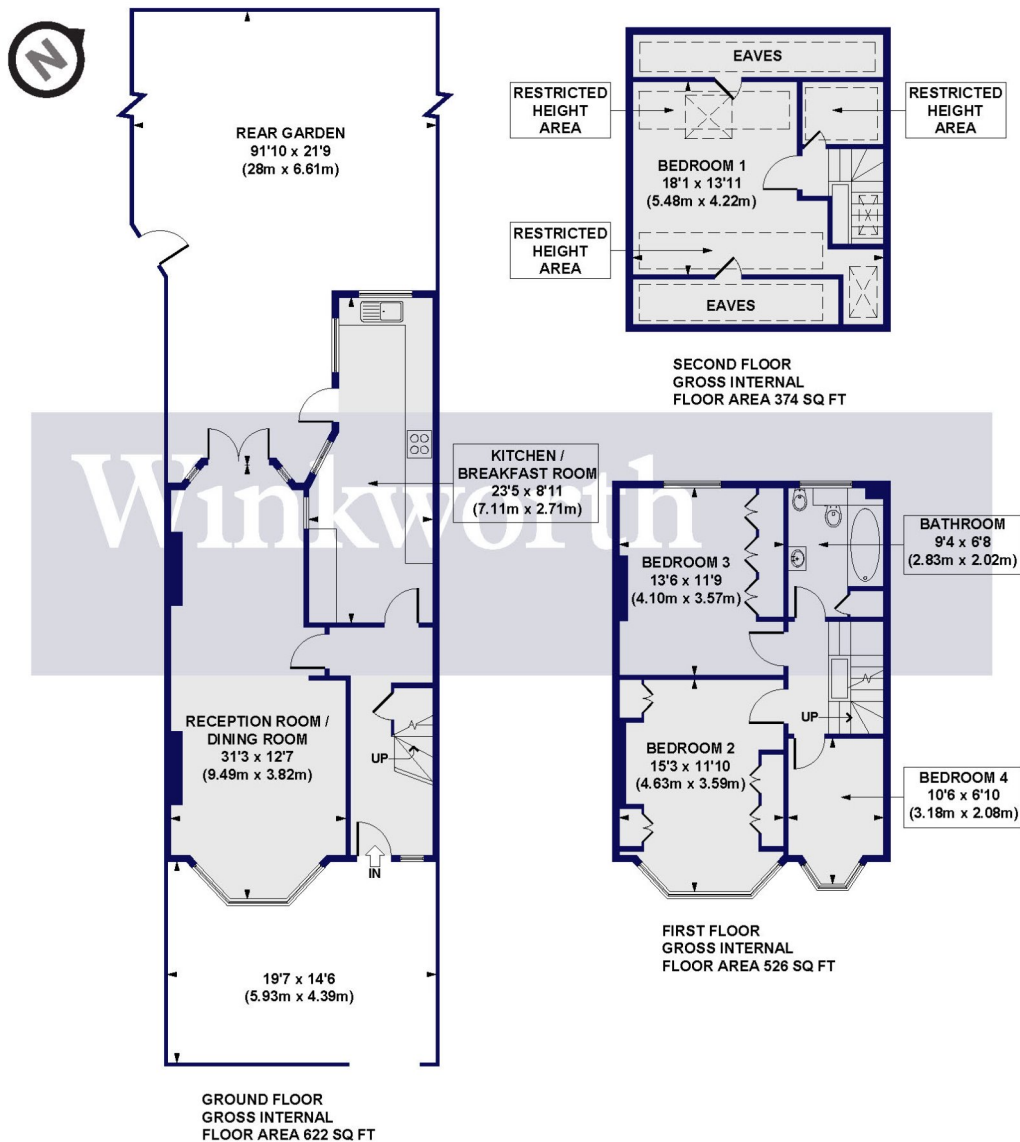 N
REAR GARDEN
91'10 x 21'9
(28m x 6.61m)
EAVES
RESTRICTED
HEIGHT
AREA
RESTRICTED
HEIGHT
AREA
BEDROOM 1
18'1 x 13'11
(5.48m x 4.22m)
RESTRICTED
HEIGHT
AREA
EAVES
SECOND FLOOR
GROSS INTERNAL
FLOOR AREA 374 SQ FT
Winkworth
KITCHEN /
BREAKFAST ROOM
23'5 x 8'11
(7.11m x 2.71m)
RECEPTION ROOM /
DINING ROOM
31'3 x 12'7
(9.49m x 3.82m)
UP
IN
19'7 x 14'6
(5.93m x 4.39m)
GROUND FLOOR
GROSS INTERNAL
FLOOR AREA 622 SQ FT
BEDROOM 3
13'6 x 11'9
(4.10m x 3.57m)
BATHROOM
9'4 x 6'8
(2.83m x 2.02m)
UP
BEDROOM 2
15'3 x 11'10
(4.63m x 3.59m)
BEDROOM 4
10'6 x 6'10
(3.18m x 2.08m)
FIRST FLOOR
GROSS INTERNAL
FLOOR AREA 526 SQ FT